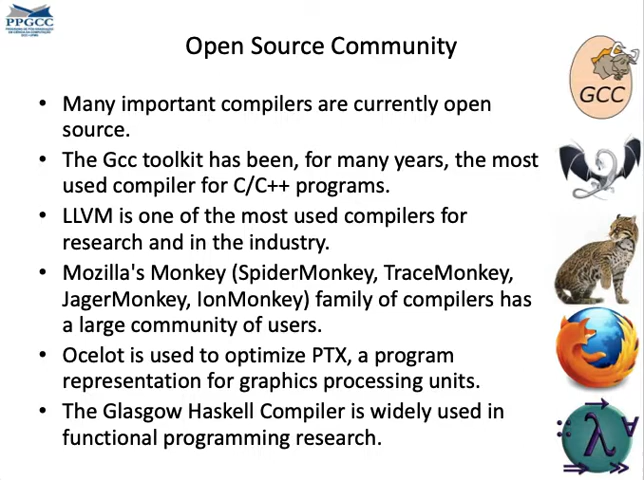 PPGCC
Open Source Community
• Many important compilers are currently open
source.
• The Gcc toolkit has been, for many years, the most
used compiler for C/C++ programs.
• LLVM is one of the most used compilers for
research and in the industry.
• Mozilla's Monkey (SpiderMonkey, TraceMonkey,
JagerMonkey, IonMonkey) family of compilers has
a large community of users.
• Ocelot is used to optimize PTX, a program
representation for graphics processing units.
• The Glasgow Haskell Compiler is widely used in
functional programming research.
GCC
→
:: λ ∀
⇒ »